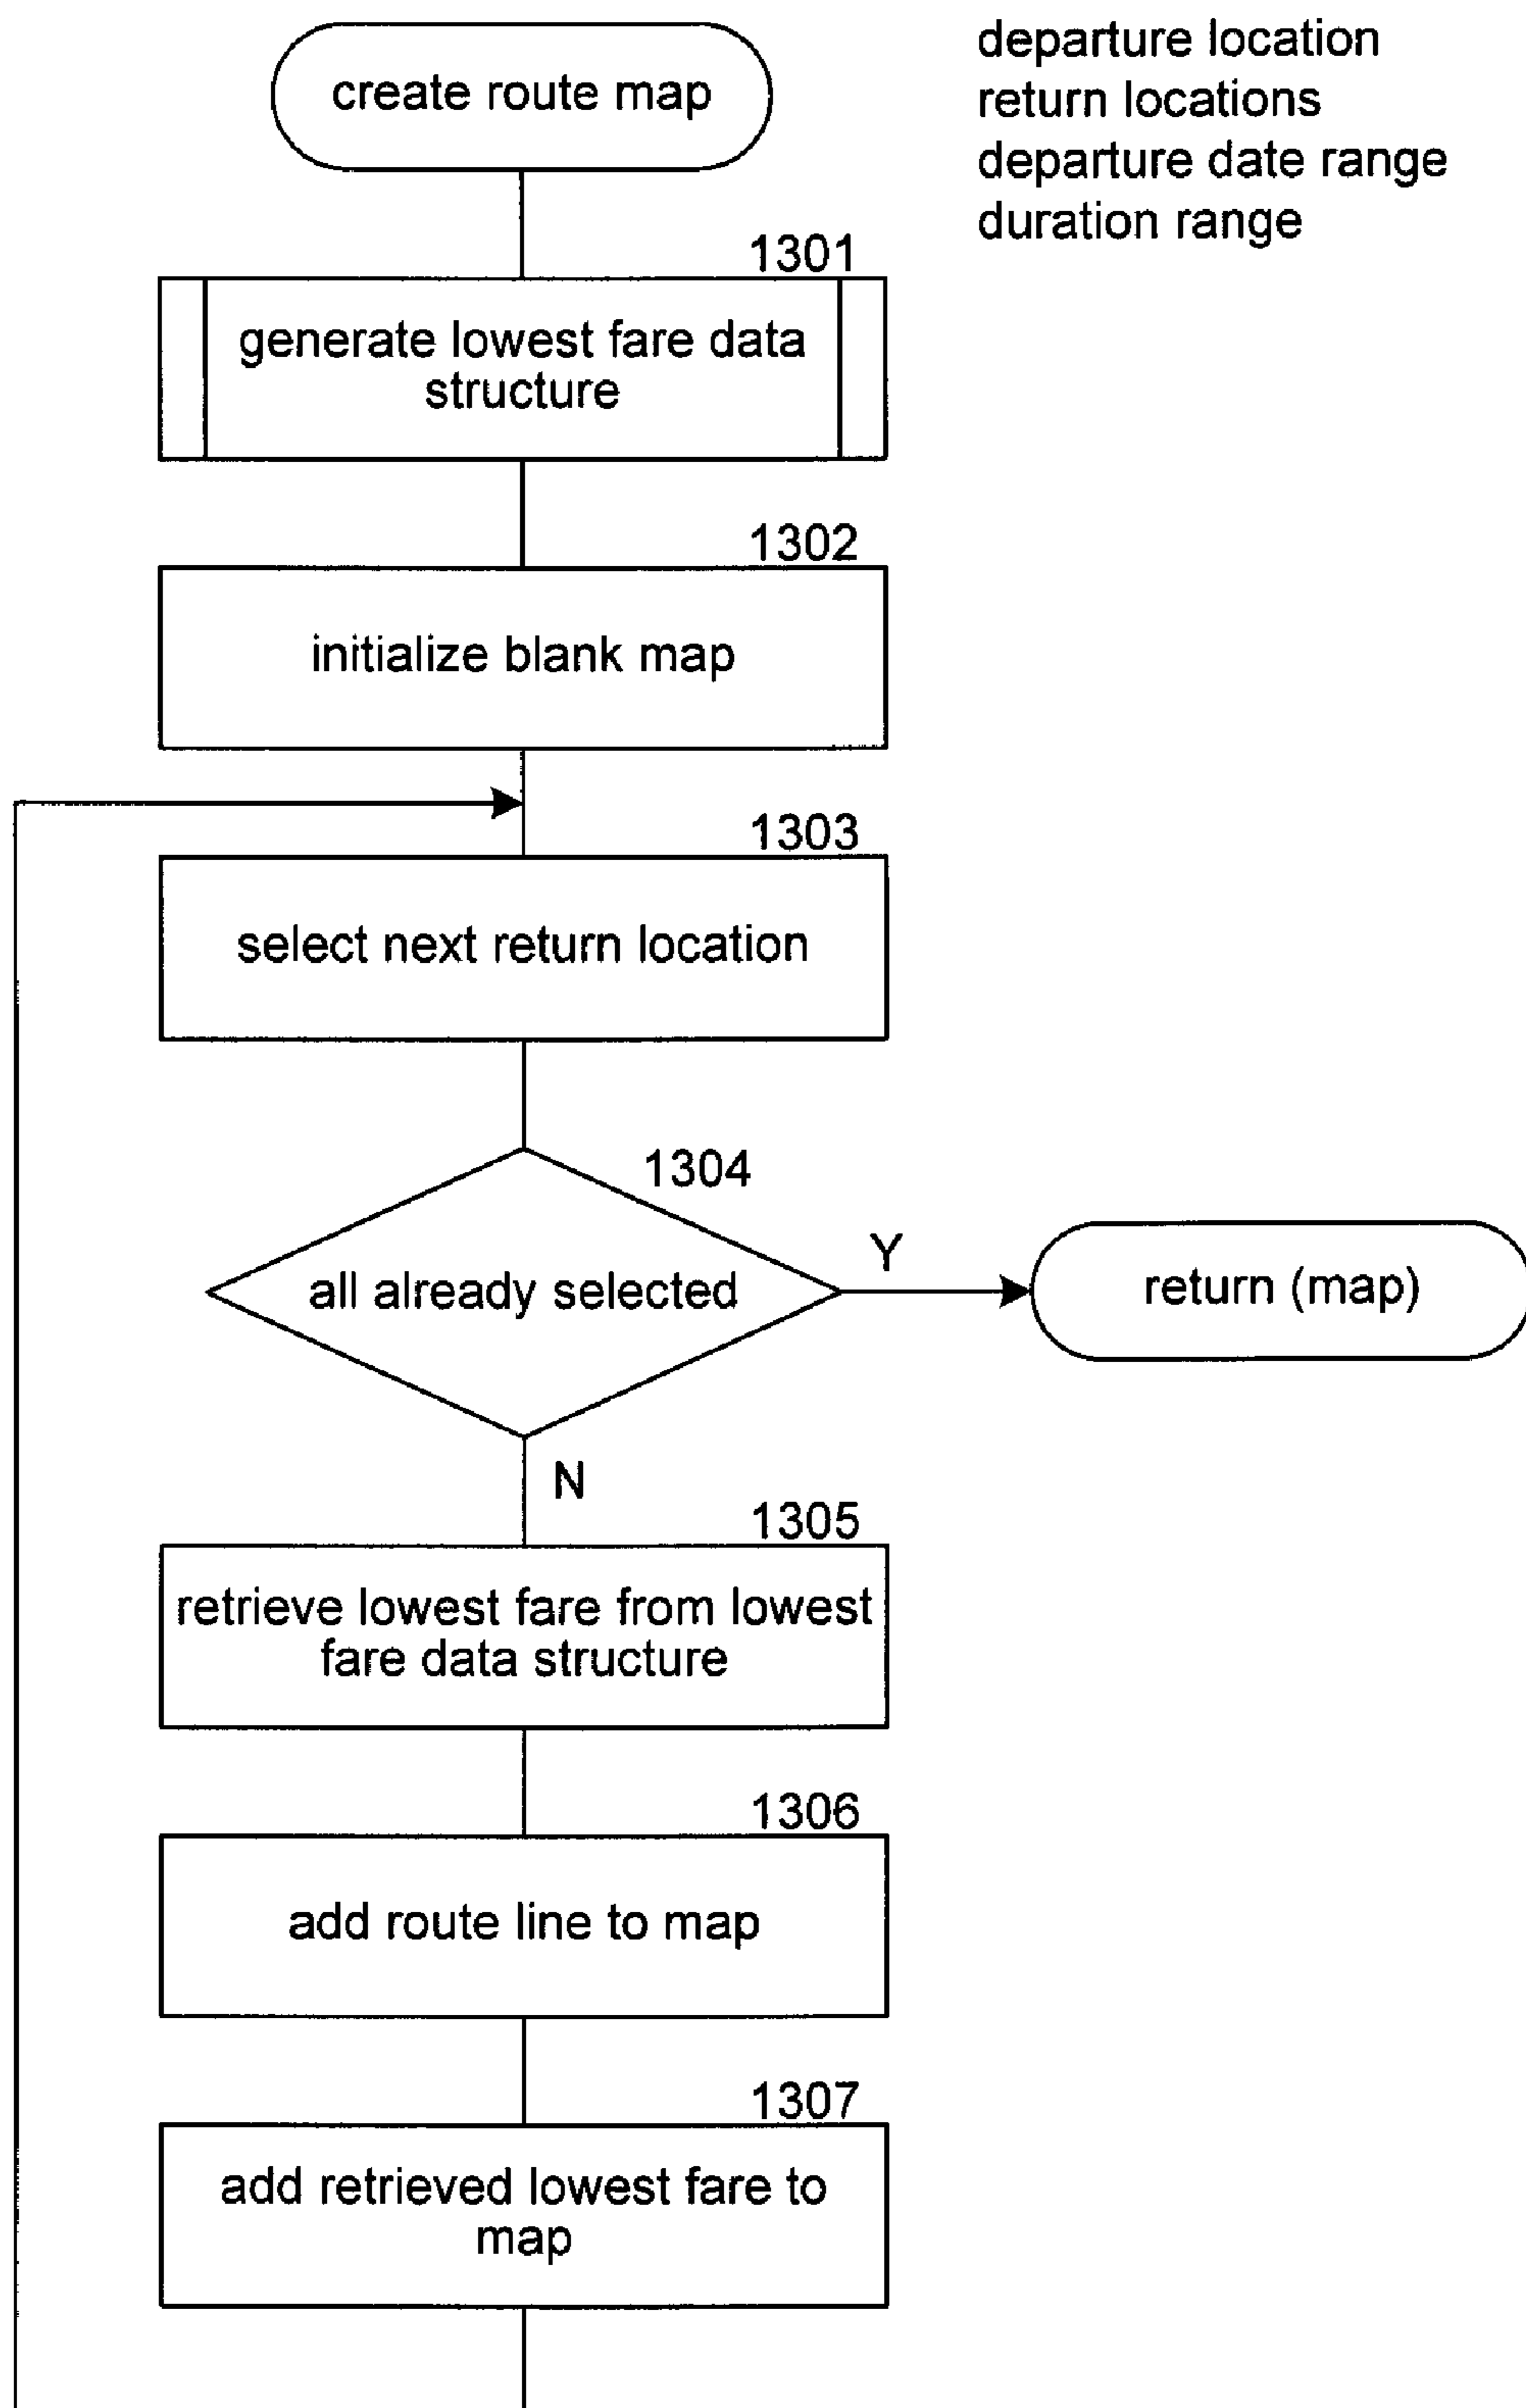 create route map
departure location
return locations
departure date range
duration range
1301
generate lowest fare data
structure
1302
initialize blank map
1303
select next return location
1304
all already selected
Y
return (map)
N
1305
retrieve lowest fare from lowest
fare data structure
1306
add route line to map
1307
add retrieved lowest fare to
map